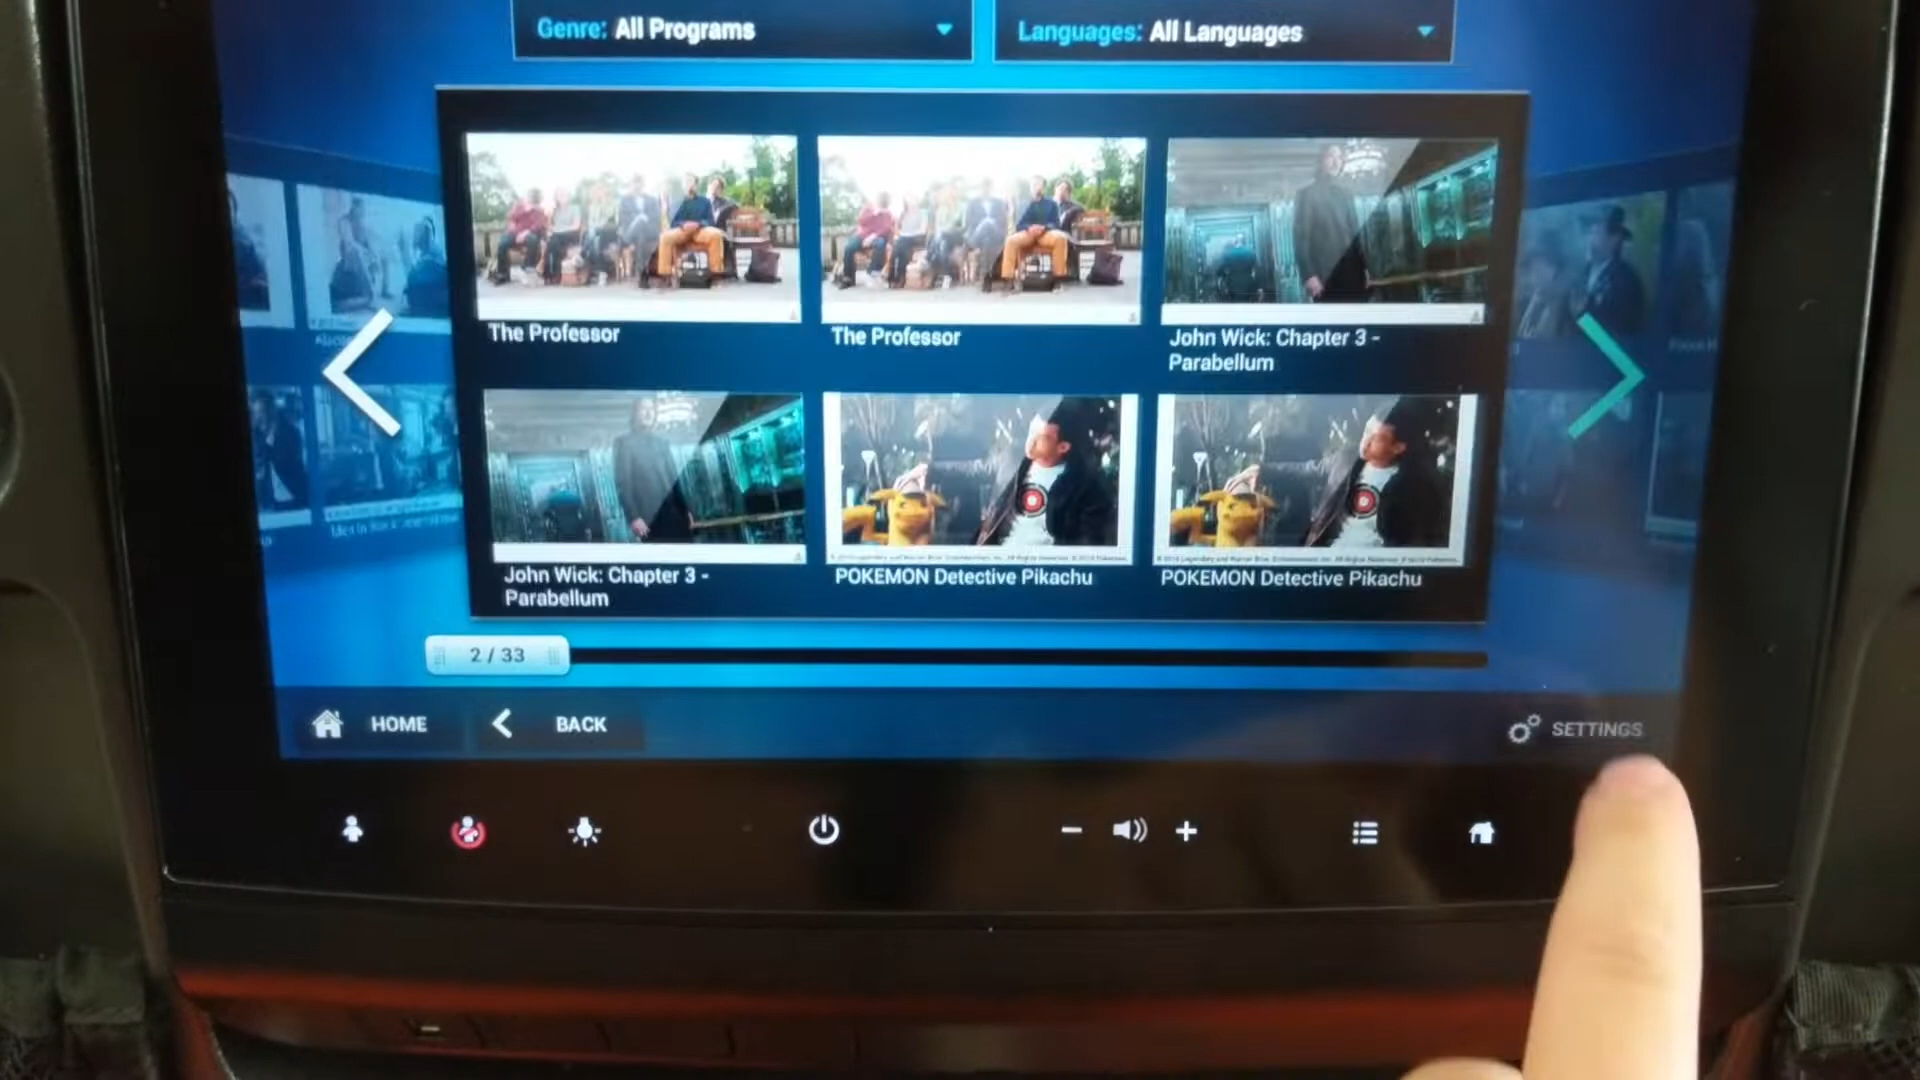 Genre: All Programs
Languages: All Languages
The Professor
The Professor
John Wick: Chapter 3 -
Parabellum
John Wick: Chapter 3 -
Parabellum
POKEMON Detective Pikachu
POKEMON Detective Pikachu
2 / 33
HOME
BACK
SETTINGS